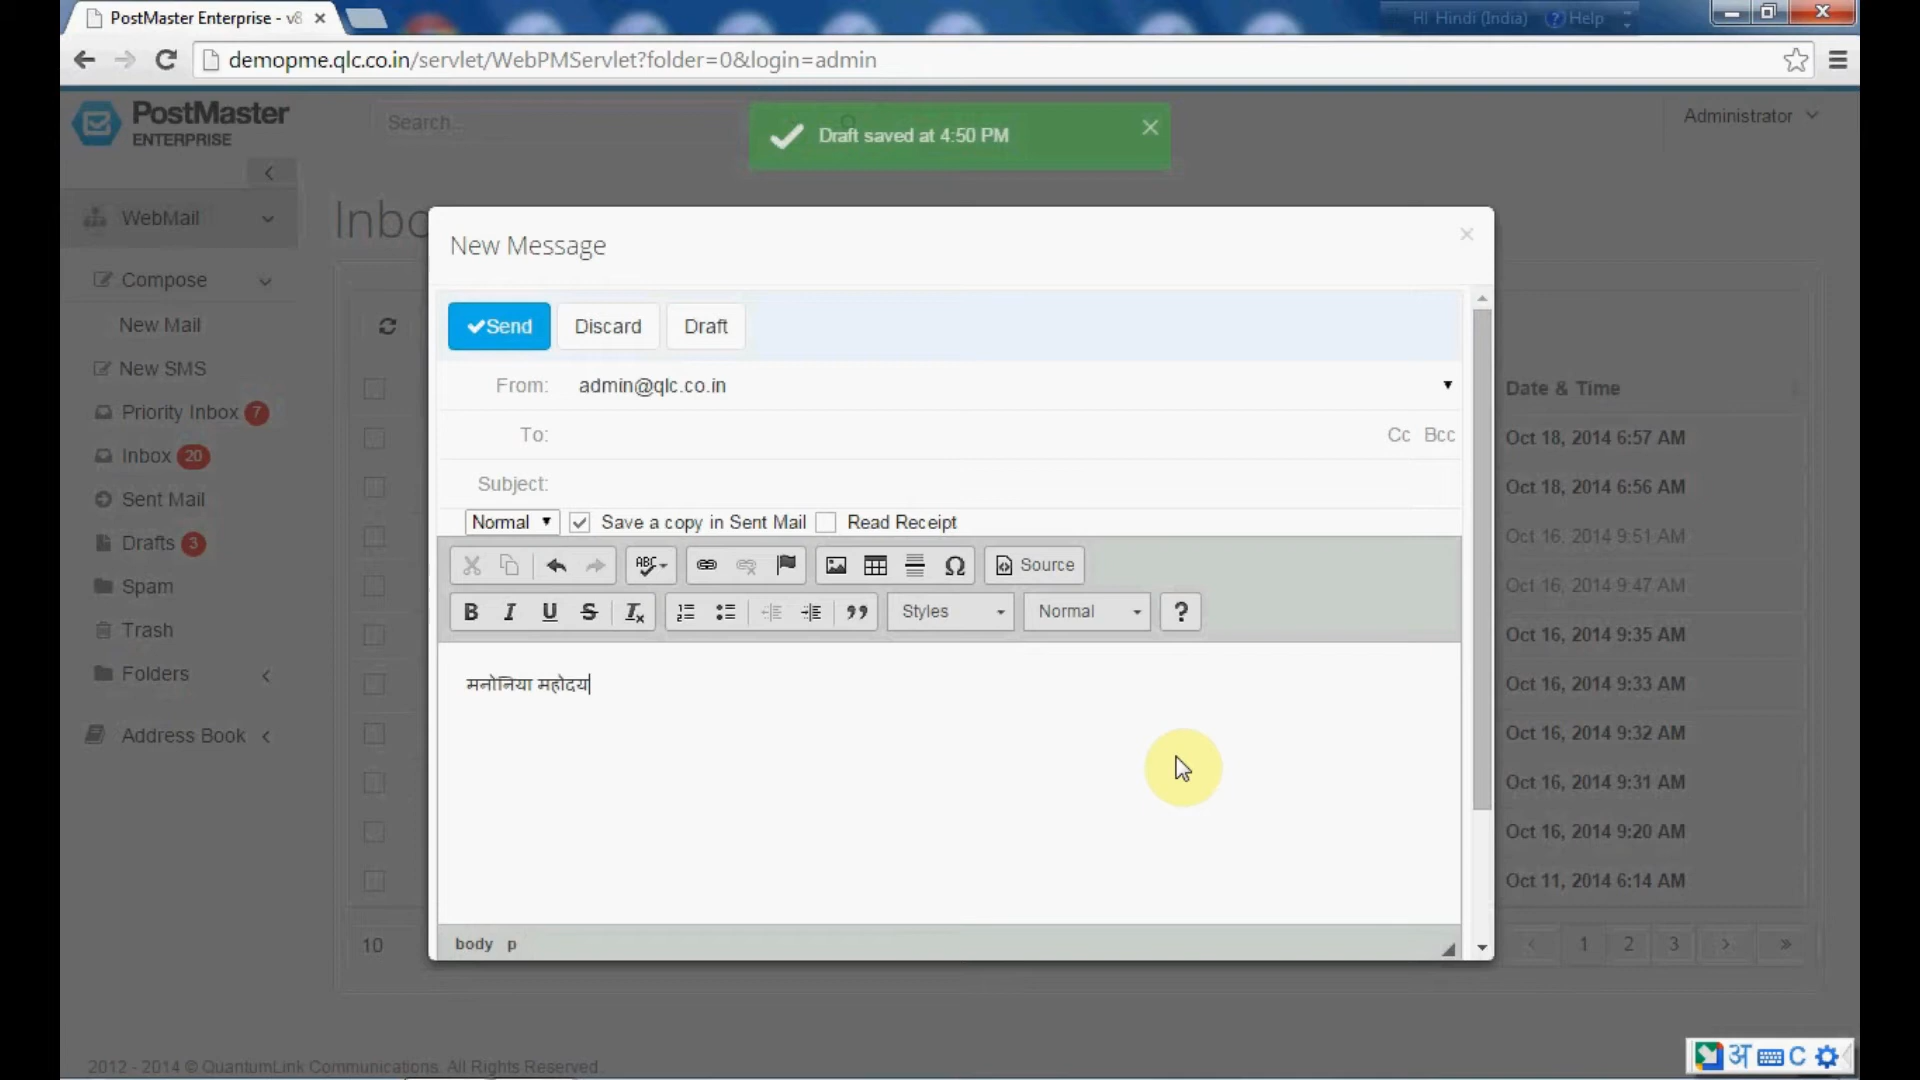 PostMaster Enterprise - v8
HI Hindi (India) Help
demopme.qlc.co.in/servlet/WebPMServlet?folder=0&login=admin
PostMaster
ENTERPRISE
Search...
Draft saved at 4:50 PM
Administrator
WebMail
Compose
New Mail
New SMS
Priority Inbox 7
Inbox 20
Sent Mail
Drafts 3
Spam
Trash
Folders
Address Book
Inbo
New Message
Send Discard Draft
From: admin@qlc.co.in
To: Cc Bcc
Subject:
Normal Save a copy in Sent Mail Read Receipt
ABC Source
B I U S Ix Styles Normal ?
मनोनिया महोदय
body p
Date & Time
Oct 18, 2014 6:57 AM
Oct 18, 2014 6:56 AM
Oct 16, 2014 9:51 AM
Oct 16, 2014 9:47 AM
Oct 16, 2014 9:35 AM
Oct 16, 2014 9:33 AM
Oct 16, 2014 9:32 AM
Oct 16, 2014 9:31 AM
Oct 16, 2014 9:20 AM
Oct 11, 2014 6:14 AM
10
1 2 3
2012 - 2014 © QuantumLink Communications. All Rights Reserved.
अ